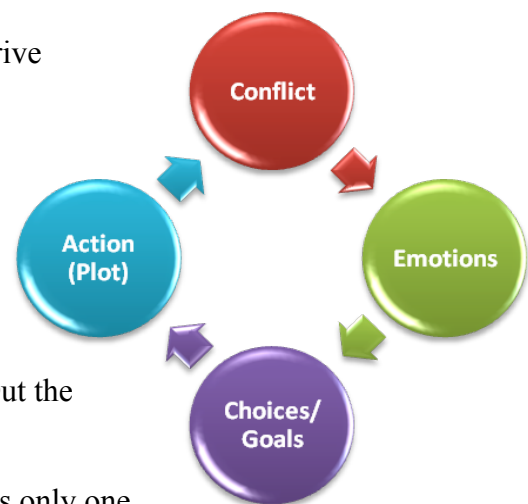 rive
Conflict
Action
(Plot)
Emotions
ut the
Choices/
Goals
s only one